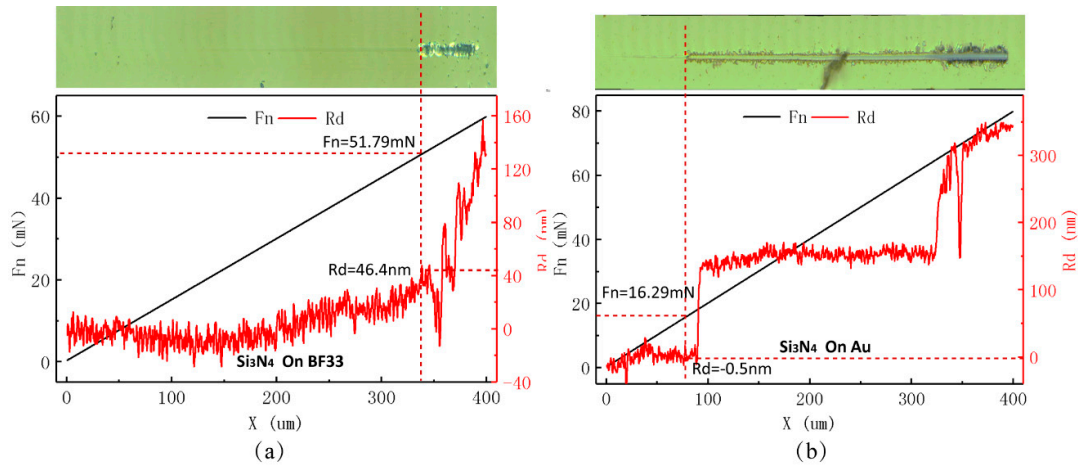 (a)
Fn Rd
Fn=51.79mN
Rd=46.4nm
Si3N4 On BF33
Fn (mN)
60
40
20
0
Rd (nm)
160
120
80
40
0
-40
0 100 200 300 400
X (um)
(a)
(b)
Fn Rd
Fn=16.29mN
Si3N4 On Au
Rd=-0.5nm
Fn (mN)
80
60
40
20
0
Rd (nm)
300
200
100
0
0 100 200 300 400
X (um)
(b)